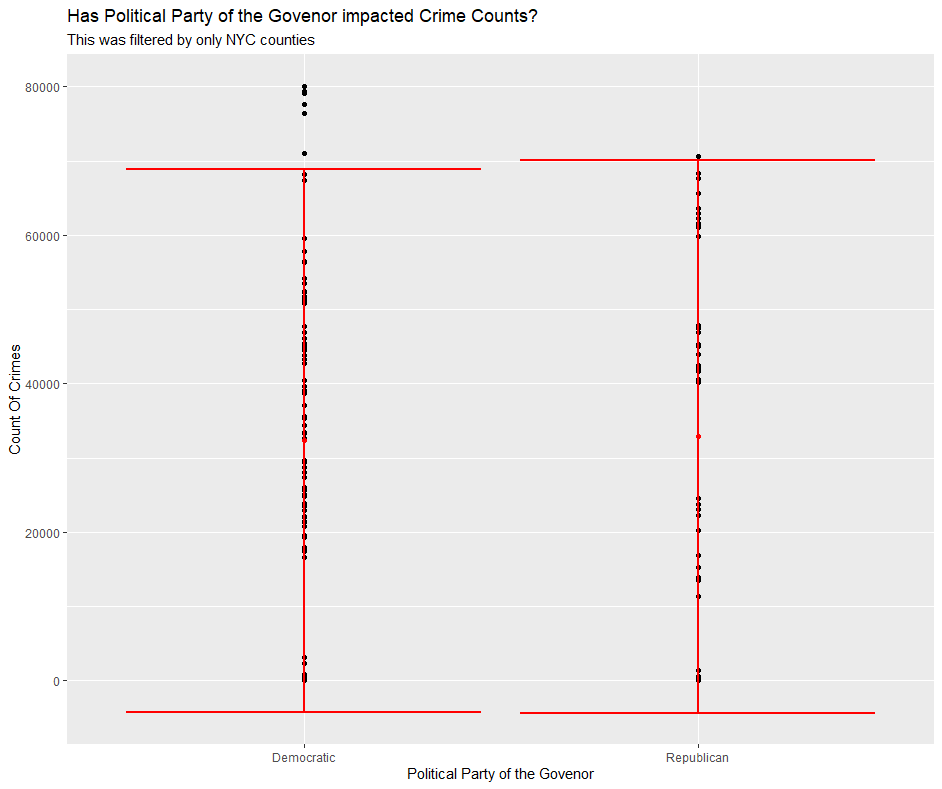 Has Political Party of the Govenor impacted Crime Counts?
This was filtered by only NYC counties
80000
60000
40000
20000
0
Count Of Crimes
Democratic
Republican
Political Party of the Govenor